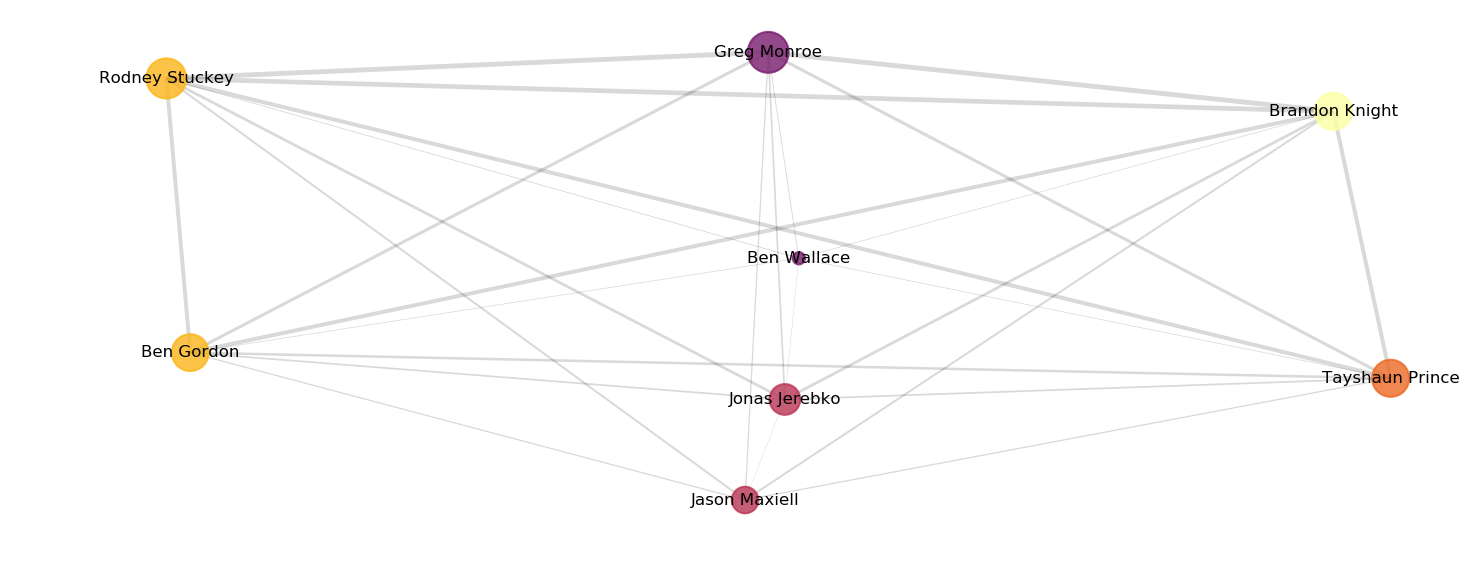 Greg Monroe
Rodney Stuckey
Brandon Knight
Ben Wallace
Ben Gordon
Tayshaun Prince
Jonas Jerebko
Jason Maxiell